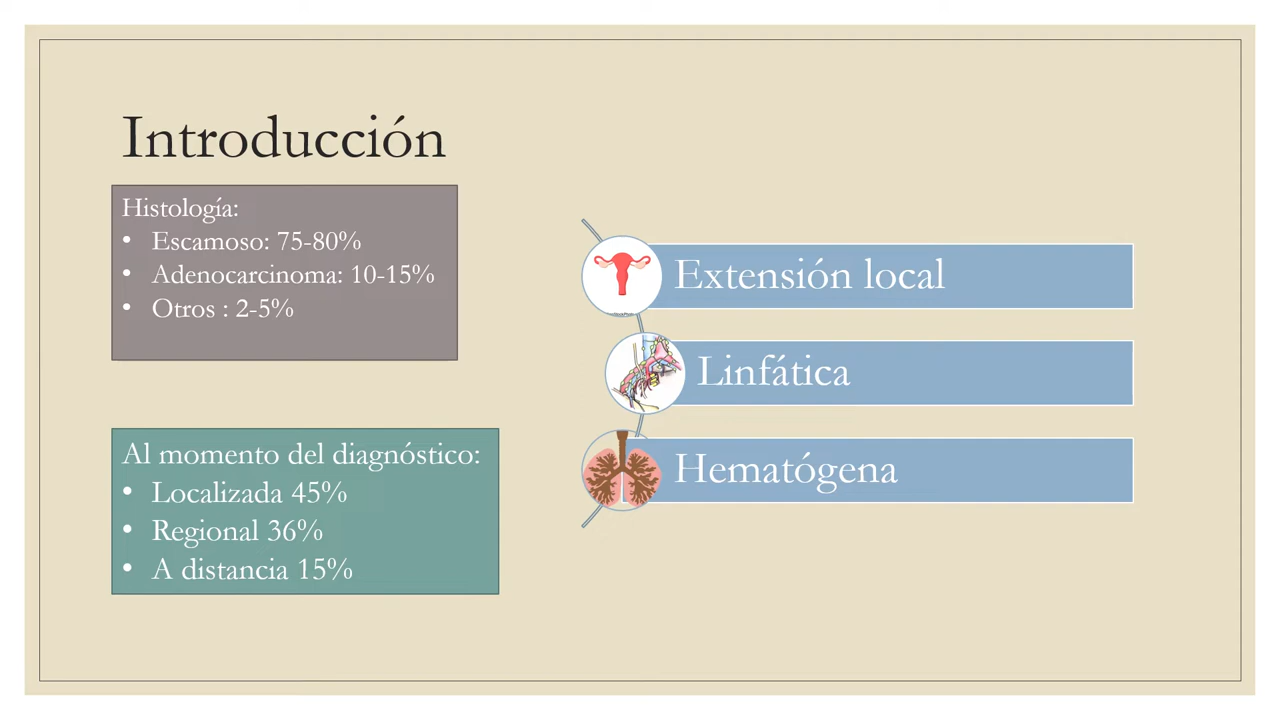 Introducción
Histología:
• Escamoso: 75-80%
• Adenocarcinoma: 10-15%
• Otros : 2-5%
Al momento del diagnóstico:
• Localizada 45%
• Regional 36%
• A distancia 15%
Extensión local
Linfática
Hematógena